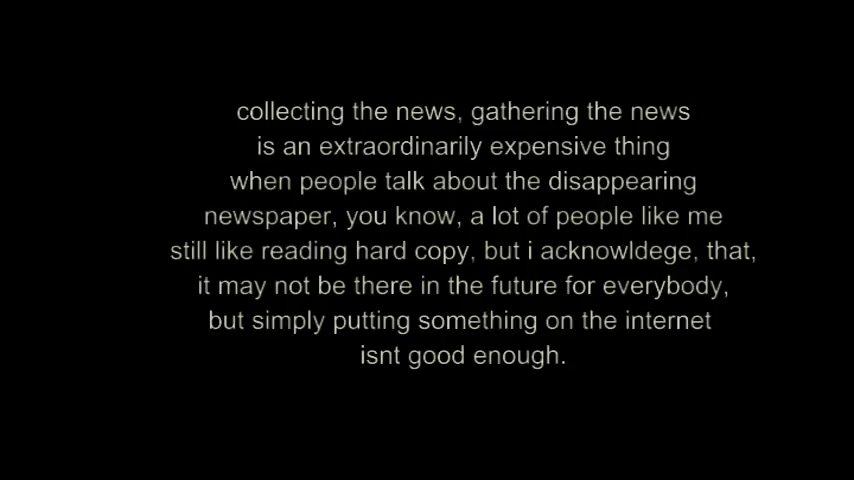 collecting the news, gathering the news
is an extraordinarily expensive thing
when people talk about the disappearing
newspaper, you know, a lot of people like me
still like reading hard copy, but i acknowldege, that,
it may not be there in the future for everybody,
but simply putting something on the internet
isnt good enough.